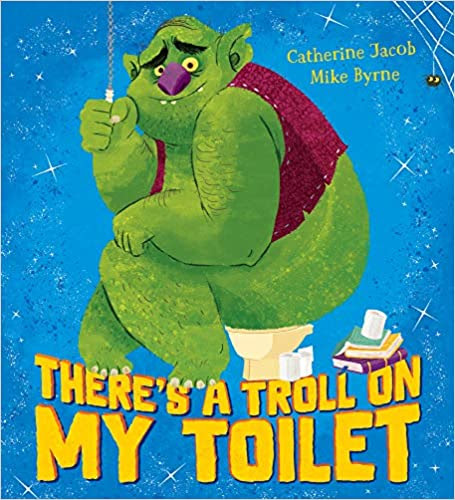 Catherine Jacob
Mike Byrne
THERE'S A TROLL ON
MY TOILET